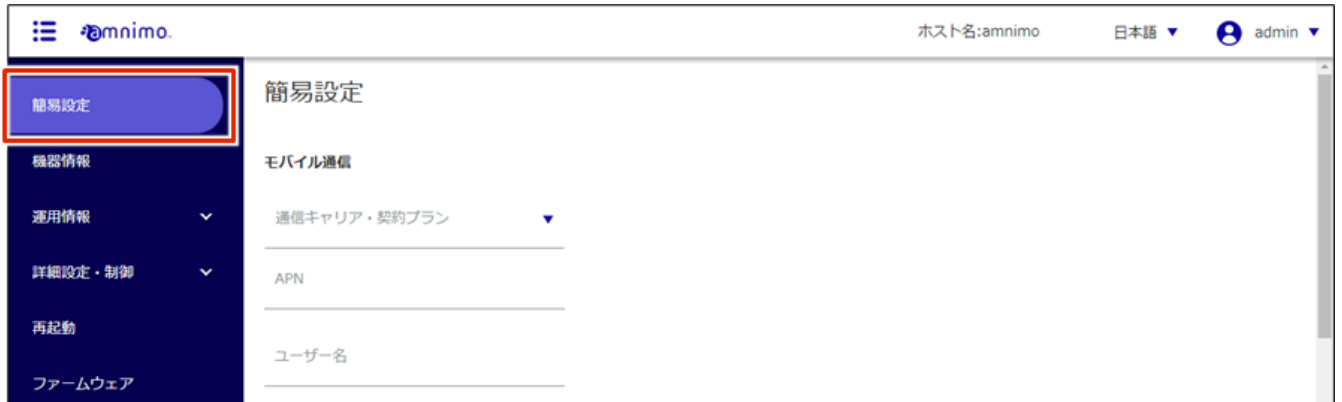 amnimo.
ホスト名:amnimo
日本語
admin
簡易設定
機器情報
運用情報
詳細設定・制御
再起動
ファームウェア
簡易設定
モバイル通信
通信キャリア・契約プラン
APN
ユーザー名